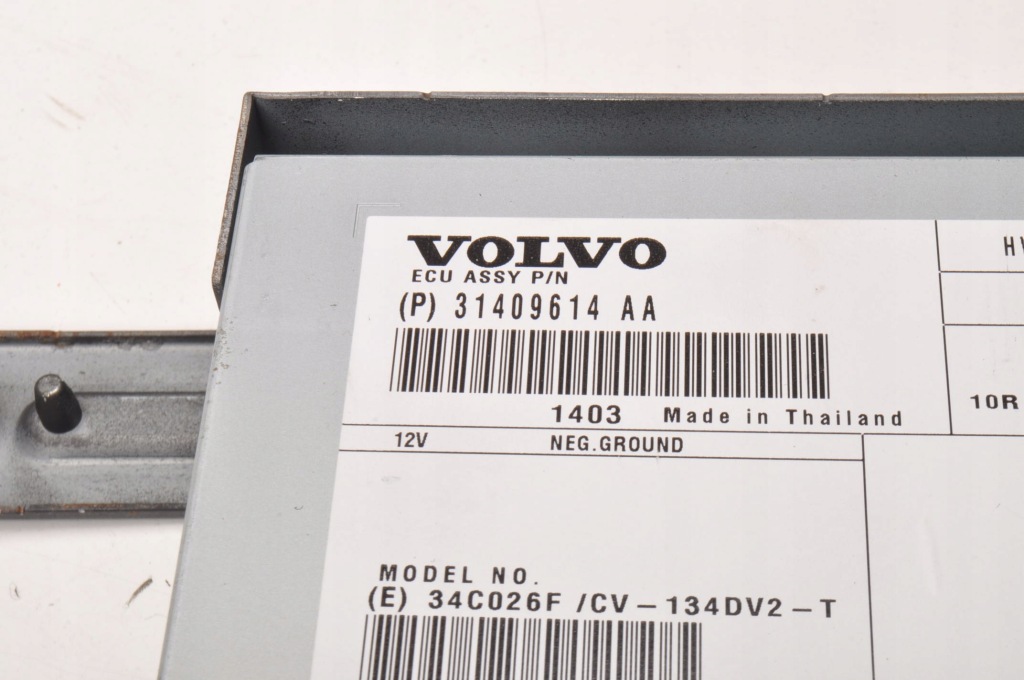 VOLVO
ECU ASSY P/N
(P) 31409614 AA
1403 Made in Thailand
12V NEG.GROUND
10R
MODEL NO.
(E) 34C026F /CV-134DV2-T